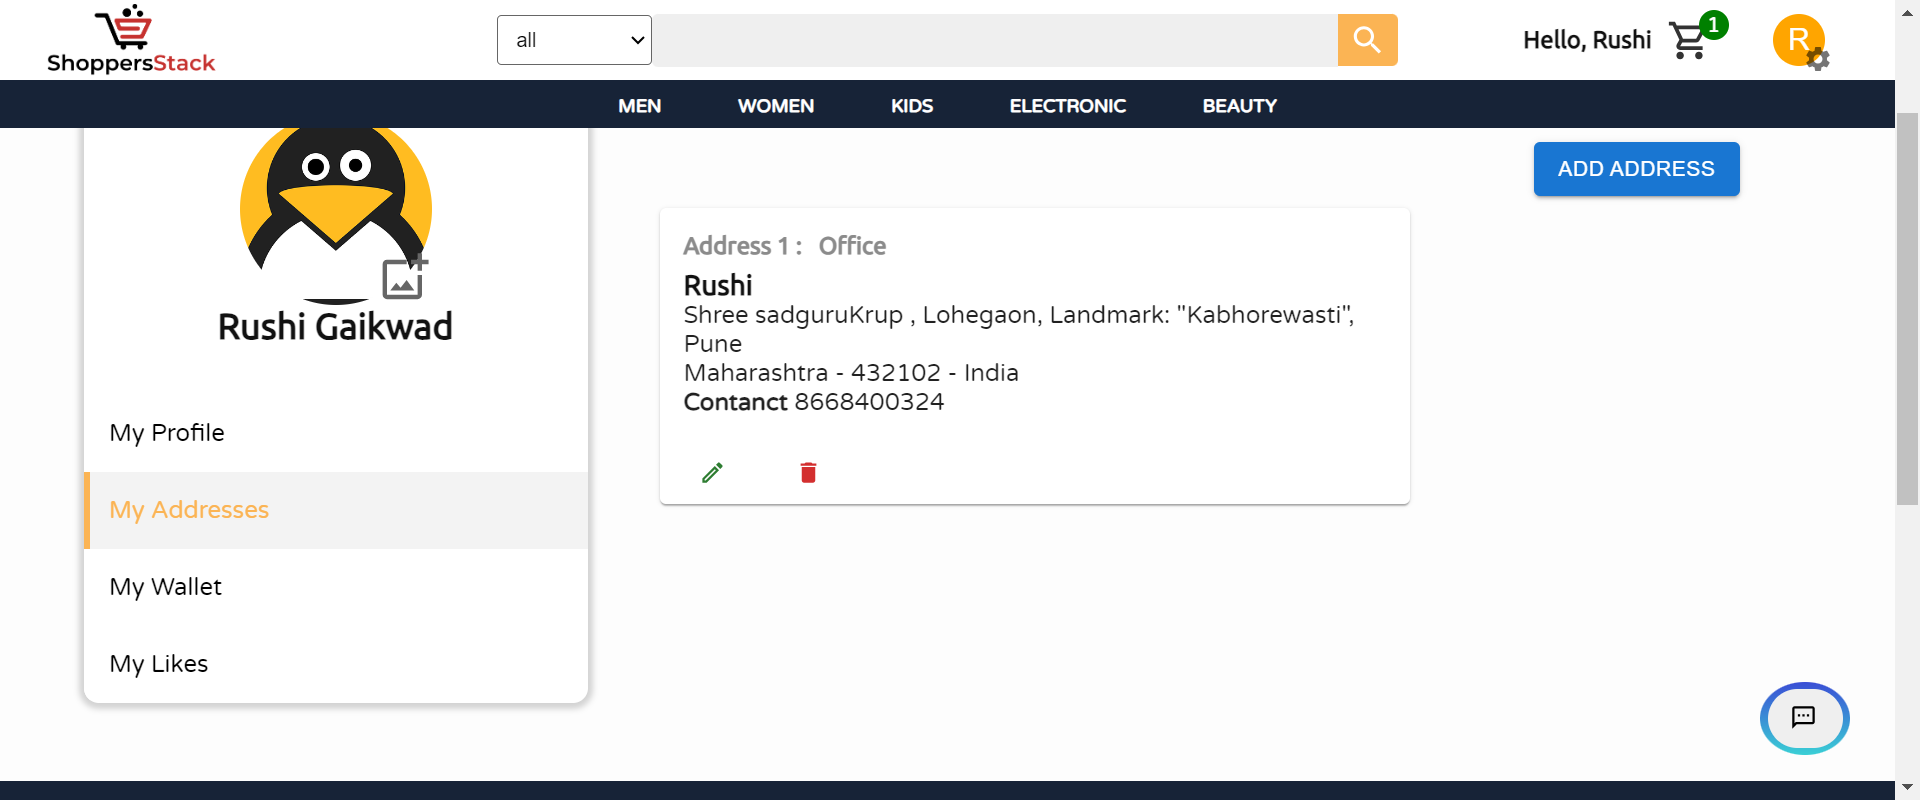 ShoppersStack
all
Hello, Rushi
1
R
MEN WOMEN KIDS ELECTRONIC BEAUTY
Rushi Gaikwad
My Profile
My Addresses
My Wallet
My Likes
ADD ADDRESS
Address 1 : Office
Rushi
Shree sadguruKrup , Lohegaon, Landmark: "Kabhorewasti",
Pune
Maharashtra - 432102 - India
Contanct 8668400324